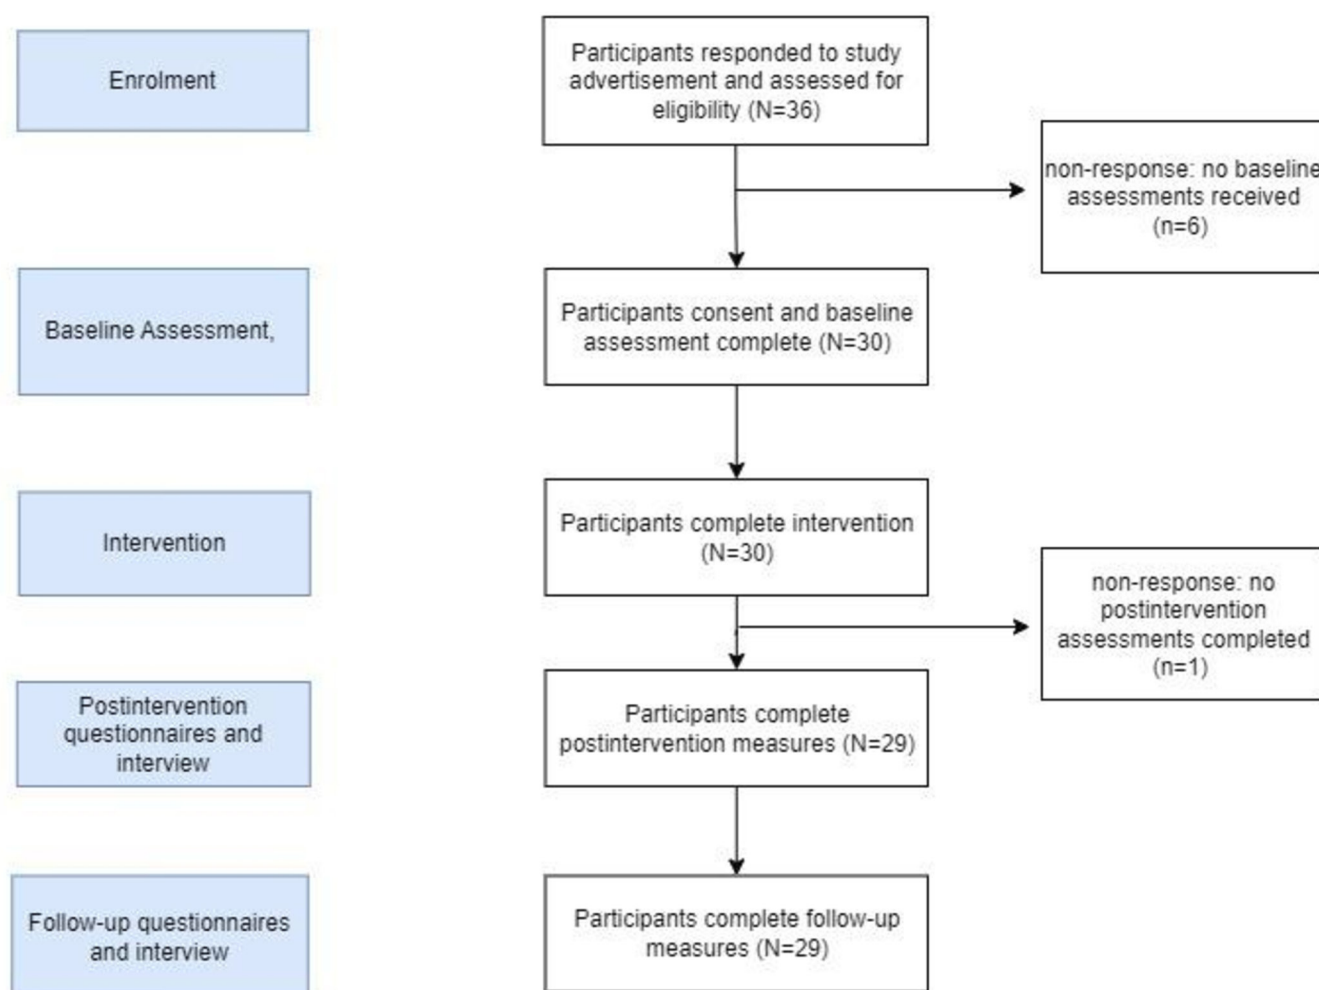 Enrolment
Participants responded to study
advertisement and assessed for
eligibility (N=36)
non-response: no baseline
assessments received
(n=6)
Baseline Assessment,
Participants consent and baseline
assessment complete (N=30)
Intervention
Participants complete intervention
(N=30)
non-response: no
postintervention
assessments completed
(n=1)
Postintervention
questionnaires and
interview
Participants complete
postintervention measures (N=29)
Follow-up questionnaires
and interview
Participants complete follow-up
measures (N=29)